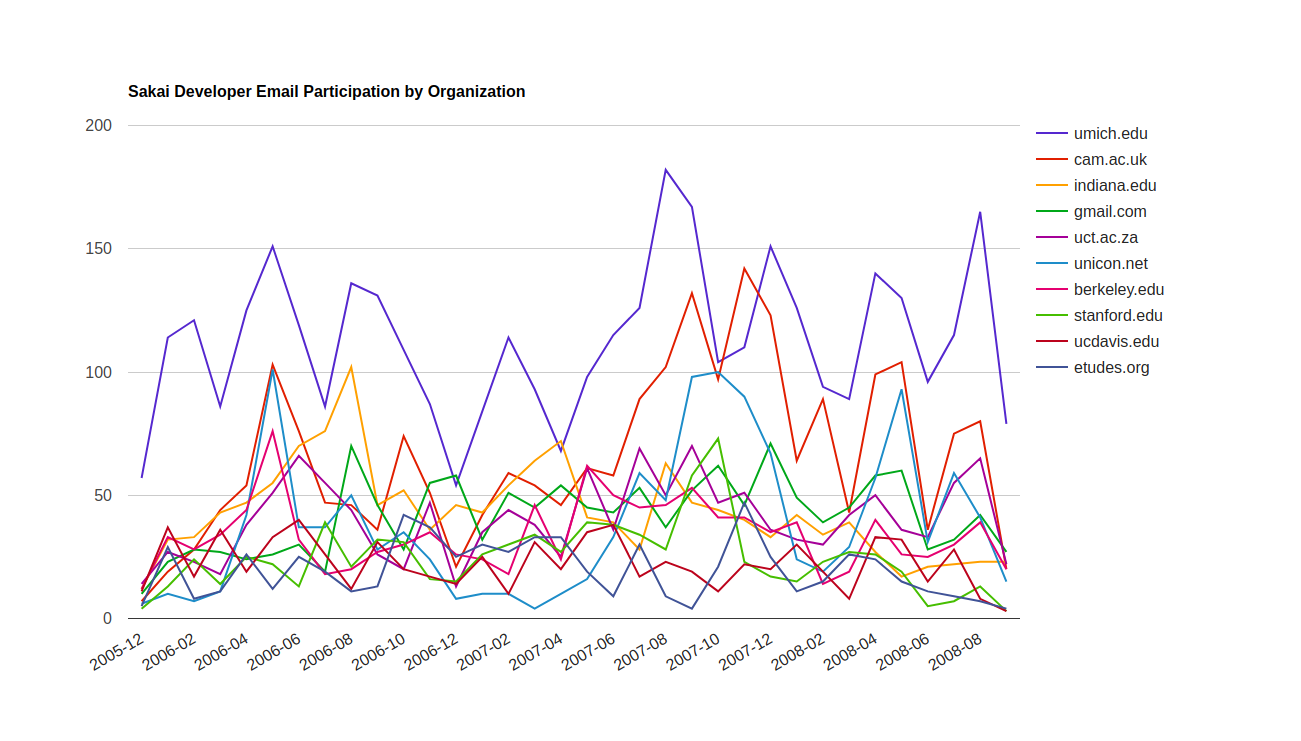 Sakai Developer Email Participation by Organization
200
150
100
50
0
umich.edu
cam.ac.uk
indiana.edu
gmail.com
uct.ac.za
unicon.net
berkeley.edu
stanford.edu
ucdavis.edu
etudes.org
2005-12
2006-02
2006-04
2006-06
2006-08
2006-10
2006-12
2007-02
2007-04
2007-06
2007-08
2007-10
2007-12
2008-02
2008-04
2008-06
2008-08